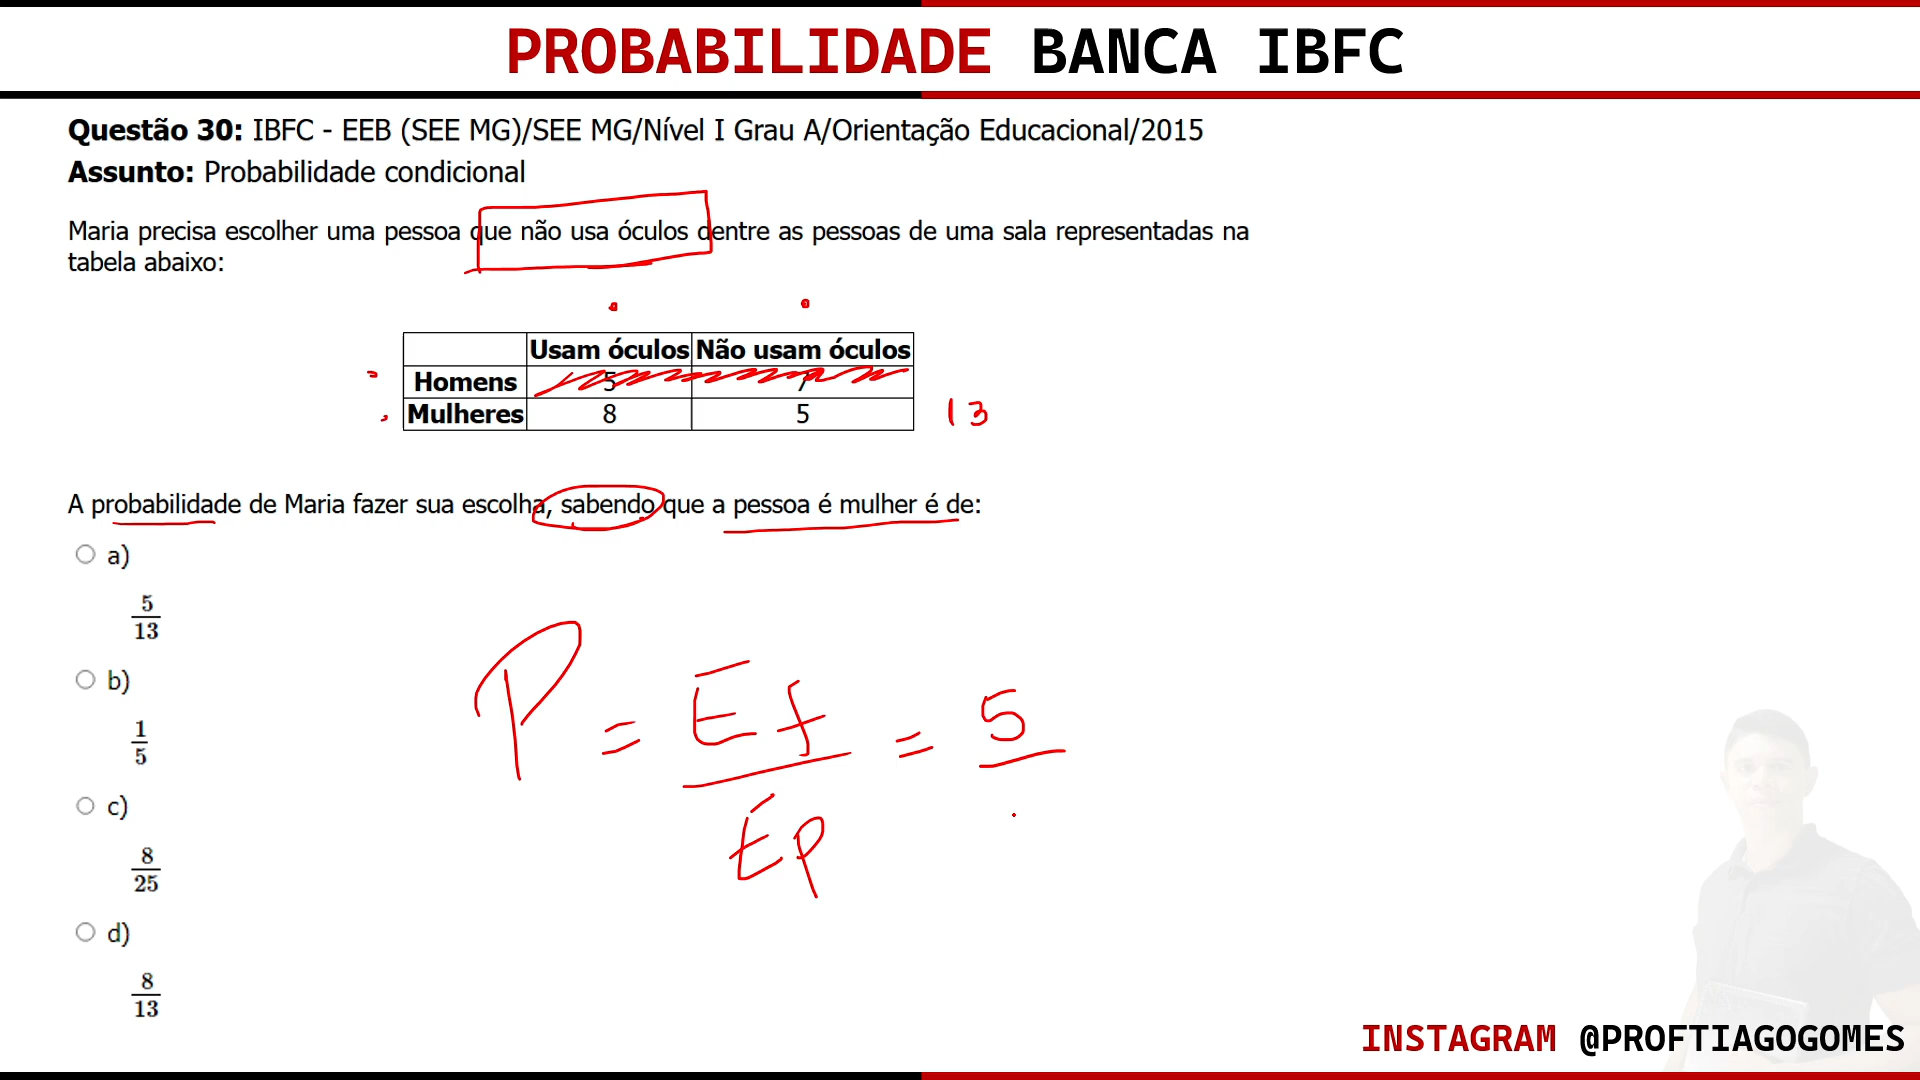 PROBABILIDADE BANCA IBFC
Questão 30: IBFC - EEB (SEE MG)/SEE MG/Nível I Grau A/Orientação Educacional/2015
Assunto: Probabilidade condicional
Maria precisa escolher uma pessoa que não usa óculos dentre as pessoas de uma sala representadas na
tabela abaixo:
Usam óculos Não usam óculos
Homens 5 7
Mulheres 8 5 13
A probabilidade de Maria fazer sua escolha, sabendo que a pessoa é mulher é de:
a)
5/13
b)
1/5
c)
8/25
d)
8/13
P = Ef/Ep = 5
INSTAGRAM @PROFTIAGOGOMES